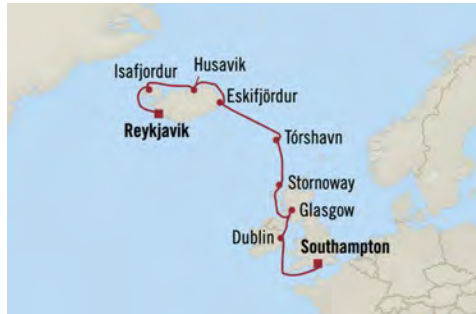 Isafjordur
Husavik
Eskifjördur
Reykjavik
Tórshavn
Stornoway
Glasgow
Dublin
Southampton